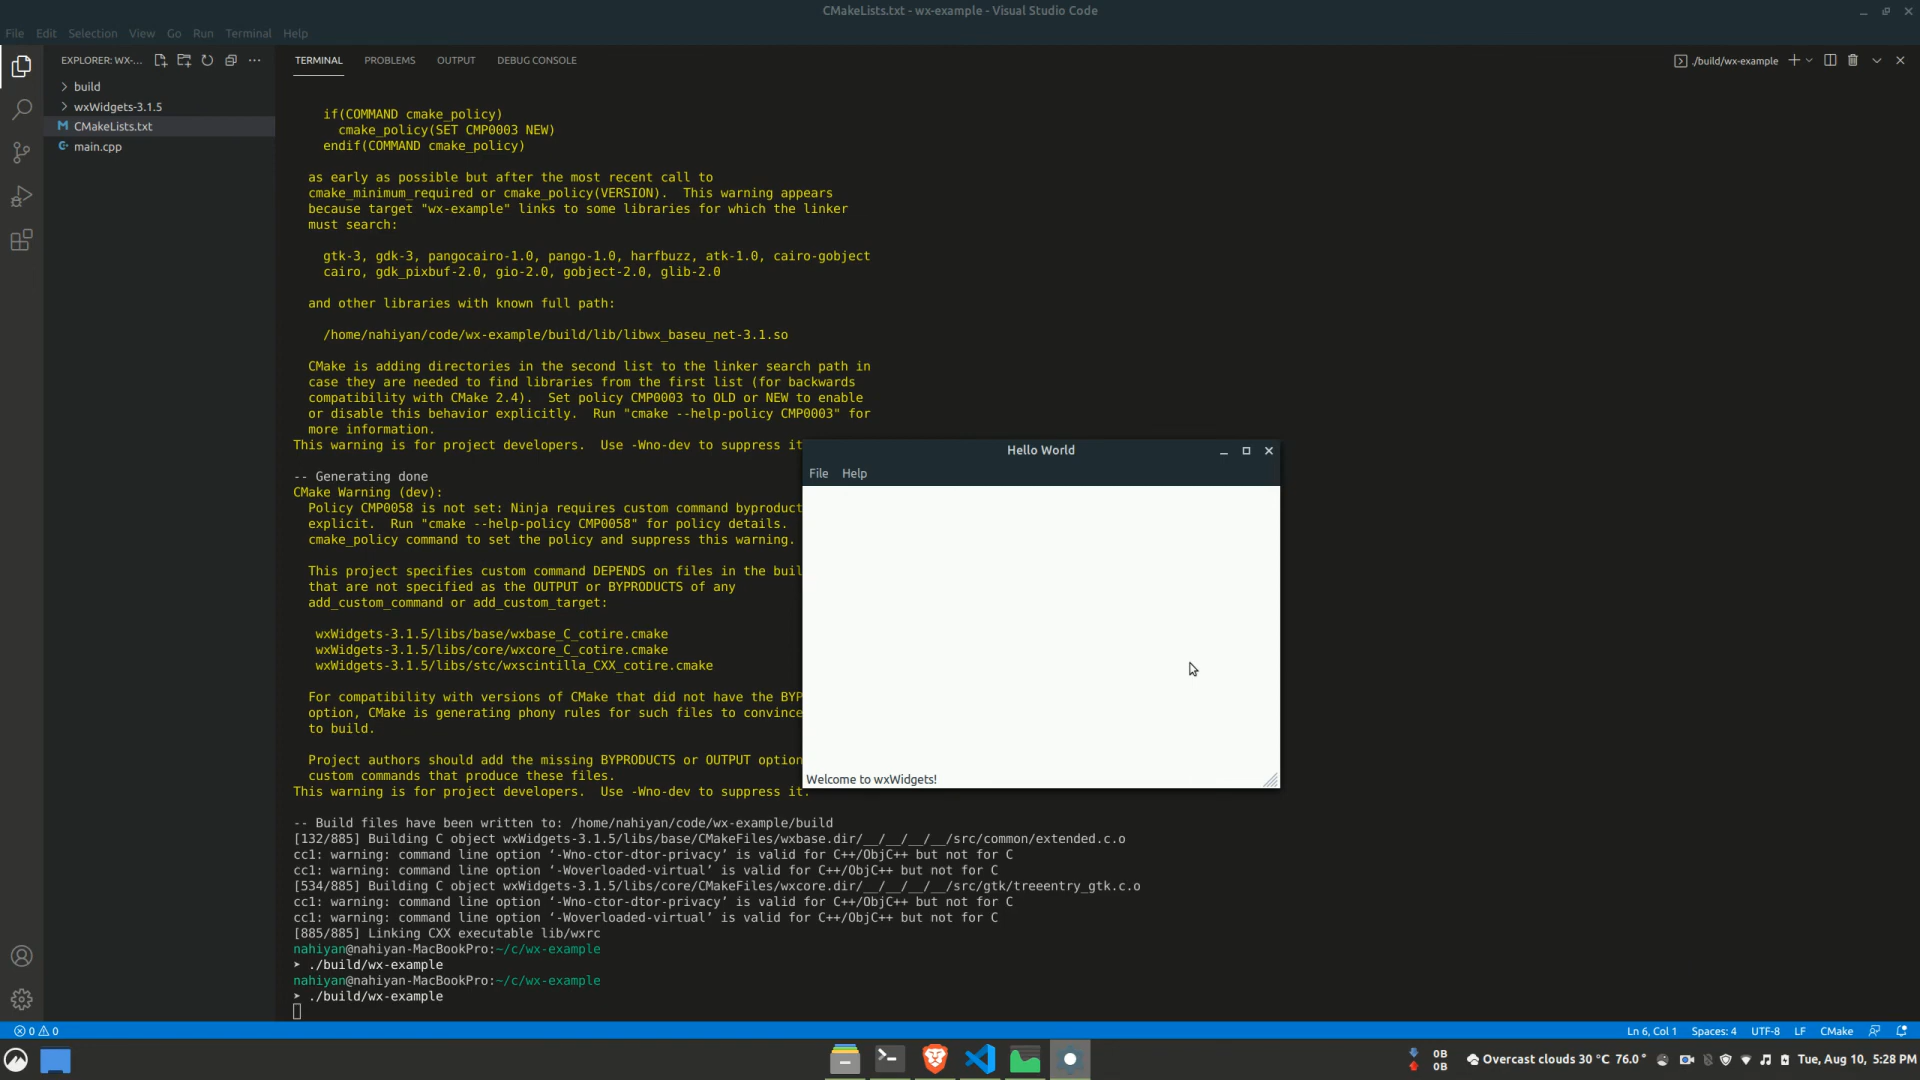 CMakeLists.txt - wx-example - Visual Studio Code
File Edit Selection View Go Run Terminal Help
EXPLORER: WX-...
TERMINAL PROBLEMS OUTPUT DEBUG CONSOLE
./build/wx-example
build
wxWidgets-3.1.5
CMakeLists.txt
main.cpp
if(COMMAND cmake_policy)
cmake_policy(SET CMP0003 NEW)
endif(COMMAND cmake_policy)
as early as possible but after the most recent call to
cmake_minimum_required or cmake_policy(VERSION).  This warning appears
because target "wx-example" links to some libraries for which the linker
must search:
gtk-3, gdk-3, pangocairo-1.0, pango-1.0, harfbuzz, atk-1.0, cairo-gobject
cairo, gdk_pixbuf-2.0, gio-2.0, gobject-2.0, glib-2.0
and other libraries with known full path:
/home/nahiyan/code/wx-example/build/lib/libwx_baseu_net-3.1.so
CMake is adding directories in the second list to the linker search path in
case they are needed to find libraries from the first list (for backwards
compatibility with CMake 2.4).  Set policy CMP0003 to OLD or NEW to enable
or disable this behavior explicitly.  Run "cmake --help-policy CMP0003" for
more information.
This warning is for project developers.  Use -Wno-dev to suppress it
-- Generating done
CMake Warning (dev):
Policy CMP0058 is not set: Ninja requires custom command byproduct
explicit.  Run "cmake --help-policy CMP0058" for policy details.
cmake_policy command to set the policy and suppress this warning.
This project specifies custom command DEPENDS on files in the buil
that are not specified as the OUTPUT or BYPRODUCTS of any
add_custom_command or add_custom_target:
wxWidgets-3.1.5/libs/base/wxbase_C_cotire.cmake
wxWidgets-3.1.5/libs/core/wxcore_C_cotire.cmake
wxWidgets-3.1.5/libs/stc/wxscintilla_CXX_cotire.cmake
For compatibility with versions of CMake that did not have the BYP
option, CMake is generating phony rules for such files to convince
to build.
Project authors should add the missing BYPRODUCTS or OUTPUT option
custom commands that produce these files.
This warning is for project developers.  Use -Wno-dev to suppress it.
-- Build files have been written to: /home/nahiyan/code/wx-example/build
[132/885] Building C object wxWidgets-3.1.5/libs/base/CMakeFiles/wxbase.dir/__/__/__/__/src/common/extended.c.o
cc1: warning: command line option ‘-Wno-ctor-dtor-privacy’ is valid for C++/ObjC++ but not for C
cc1: warning: command line option ‘-Woverloaded-virtual’ is valid for C++/ObjC++ but not for C
[534/885] Building C object wxWidgets-3.1.5/libs/core/CMakeFiles/wxcore.dir/__/__/__/__/src/gtk/treeentry_gtk.c.o
cc1: warning: command line option ‘-Wno-ctor-dtor-privacy’ is valid for C++/ObjC++ but not for C
cc1: warning: command line option ‘-Woverloaded-virtual’ is valid for C++/ObjC++ but not for C
[885/885] Linking CXX executable lib/wxrc
nahiyan@nahiyan-MacBookPro:~/c/wx-example
➤ ./build/wx-example
nahiyan@nahiyan-MacBookPro:~/c/wx-example
➤ ./build/wx-example
Hello World
File Help
Welcome to wxWidgets!
0 0
Ln 6, Col 1 Spaces: 4 UTF-8 LF CMake
0B
0B
Overcast clouds 30 °C 76.0° Tue, Aug 10, 5:28 PM